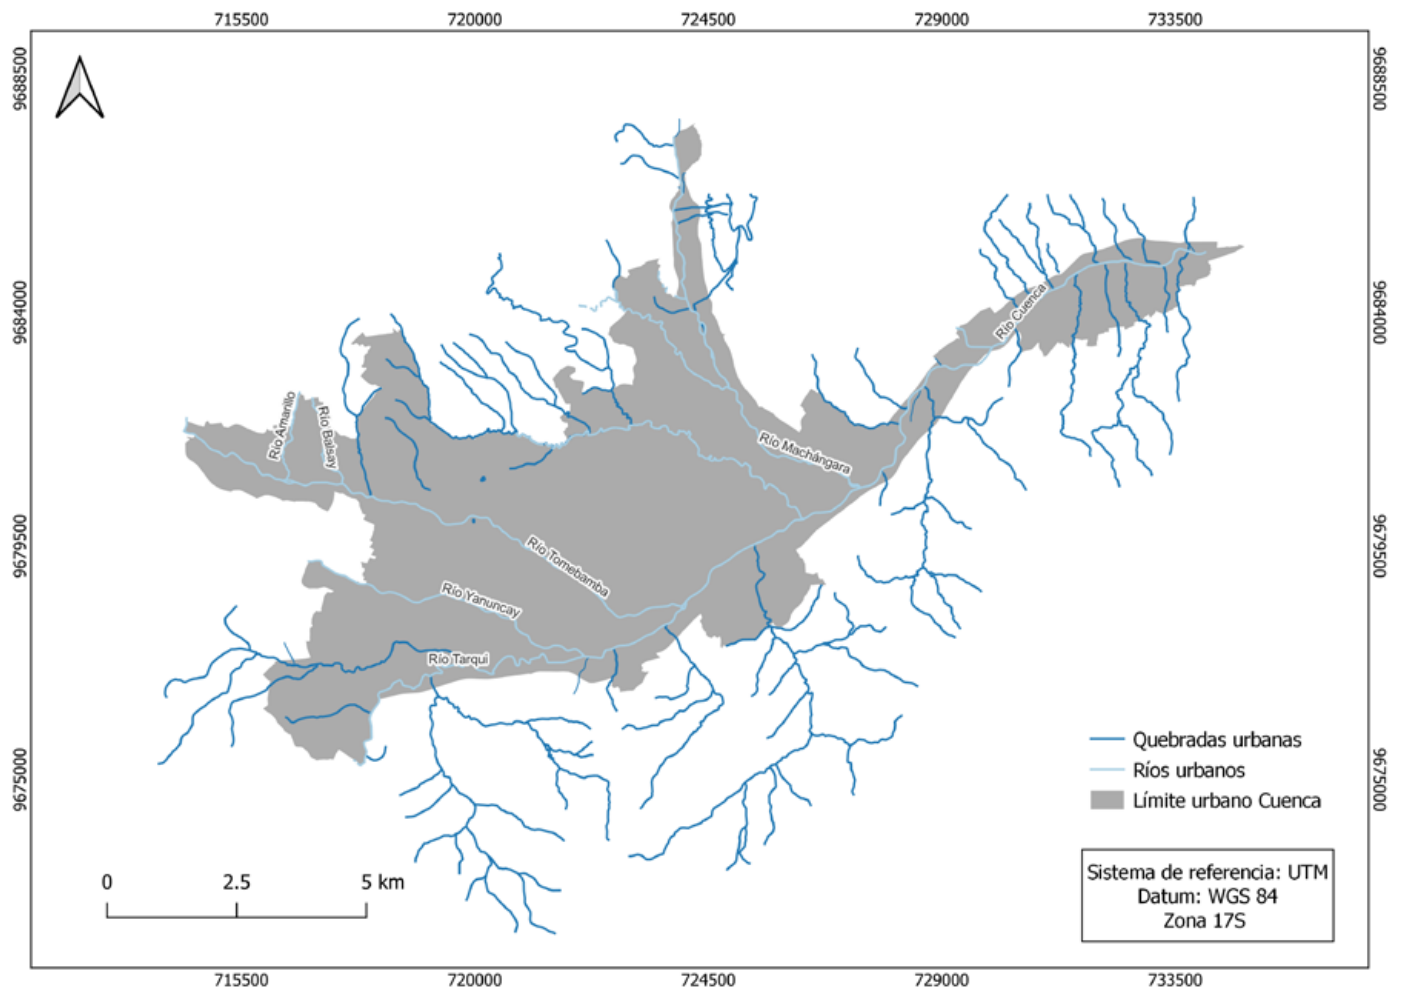 715500 720000 724500 729000 733500
9688500 9688500
9684000 9684000
Río Cuenca
Río Amarillo
Río Balsay
Río Machángara
9679500 9679500
Río Tomebamba
Río Yanuncay
Río Tarqui
9675000 9675000
Quebradas urbanas
Ríos urbanos
Límite urbano Cuenca
0 2.5 5 km
Sistema de referencia: UTM
Datum: WGS 84
Zona 17S
715500 720000 724500 729000 733500